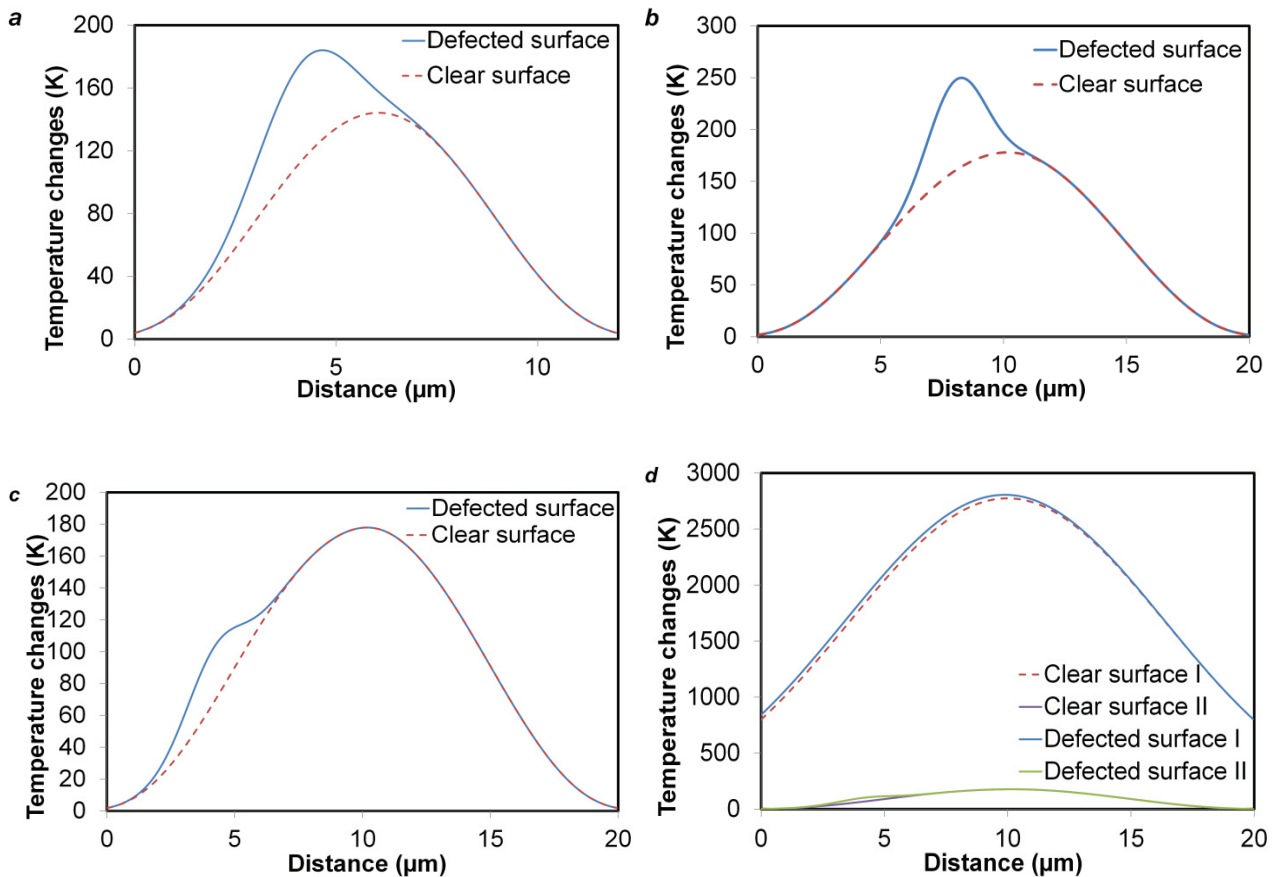 a
Temperature changes (K)
200
160
120
80
40
0
0
5
10
Distance (µm)
Defected surface
Clear surface
b
Temperature changes (K)
300
250
200
150
100
50
0
0
5
10
15
20
Distance (µm)
Defected surface
Clear surface
c
Temperature changes (K)
200
180
160
140
120
100
80
60
40
20
0
0
5
10
15
20
Distance (µm)
Defected surface
Clear surface
d
Temperature changes (K)
3000
2500
2000
1500
1000
500
0
0
5
10
15
20
Distance (µm)
Clear surface I
Clear surface II
Defected surface I
Defected surface II